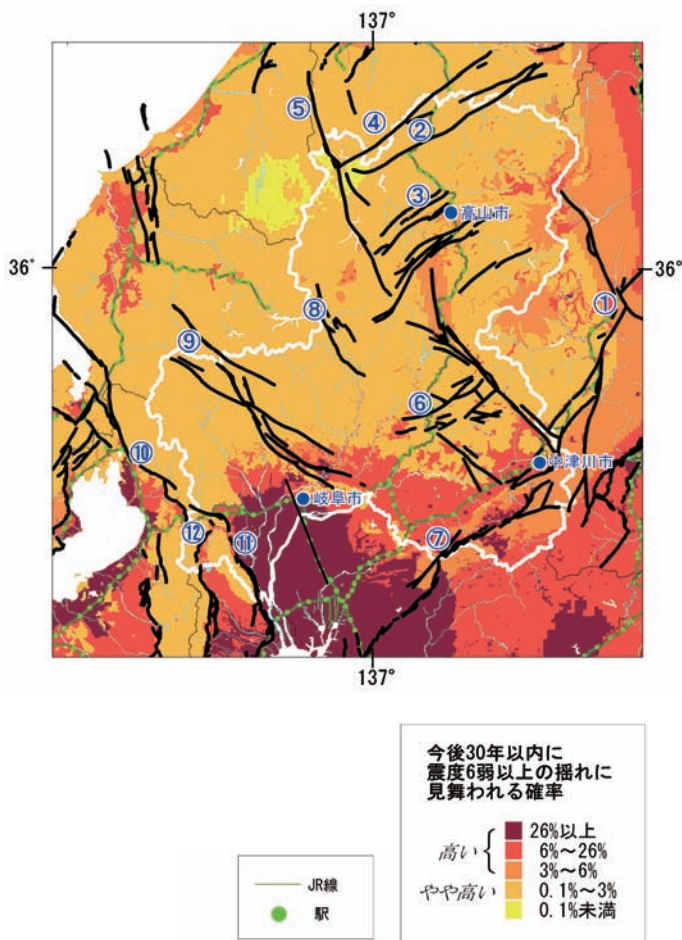 137°
⑤
④
②
③
高山市
36°
36°
①
⑧
⑨
⑥
⑩
中津川市
岐阜市
⑫
⑪
⑦
137°
今後30年以内に
震度6弱以上の揺れに
見舞われる確率
高い
26%以上
6%～26%
3%～6%
やや高い 0.1%～3%
0.1%未満
JR線
駅